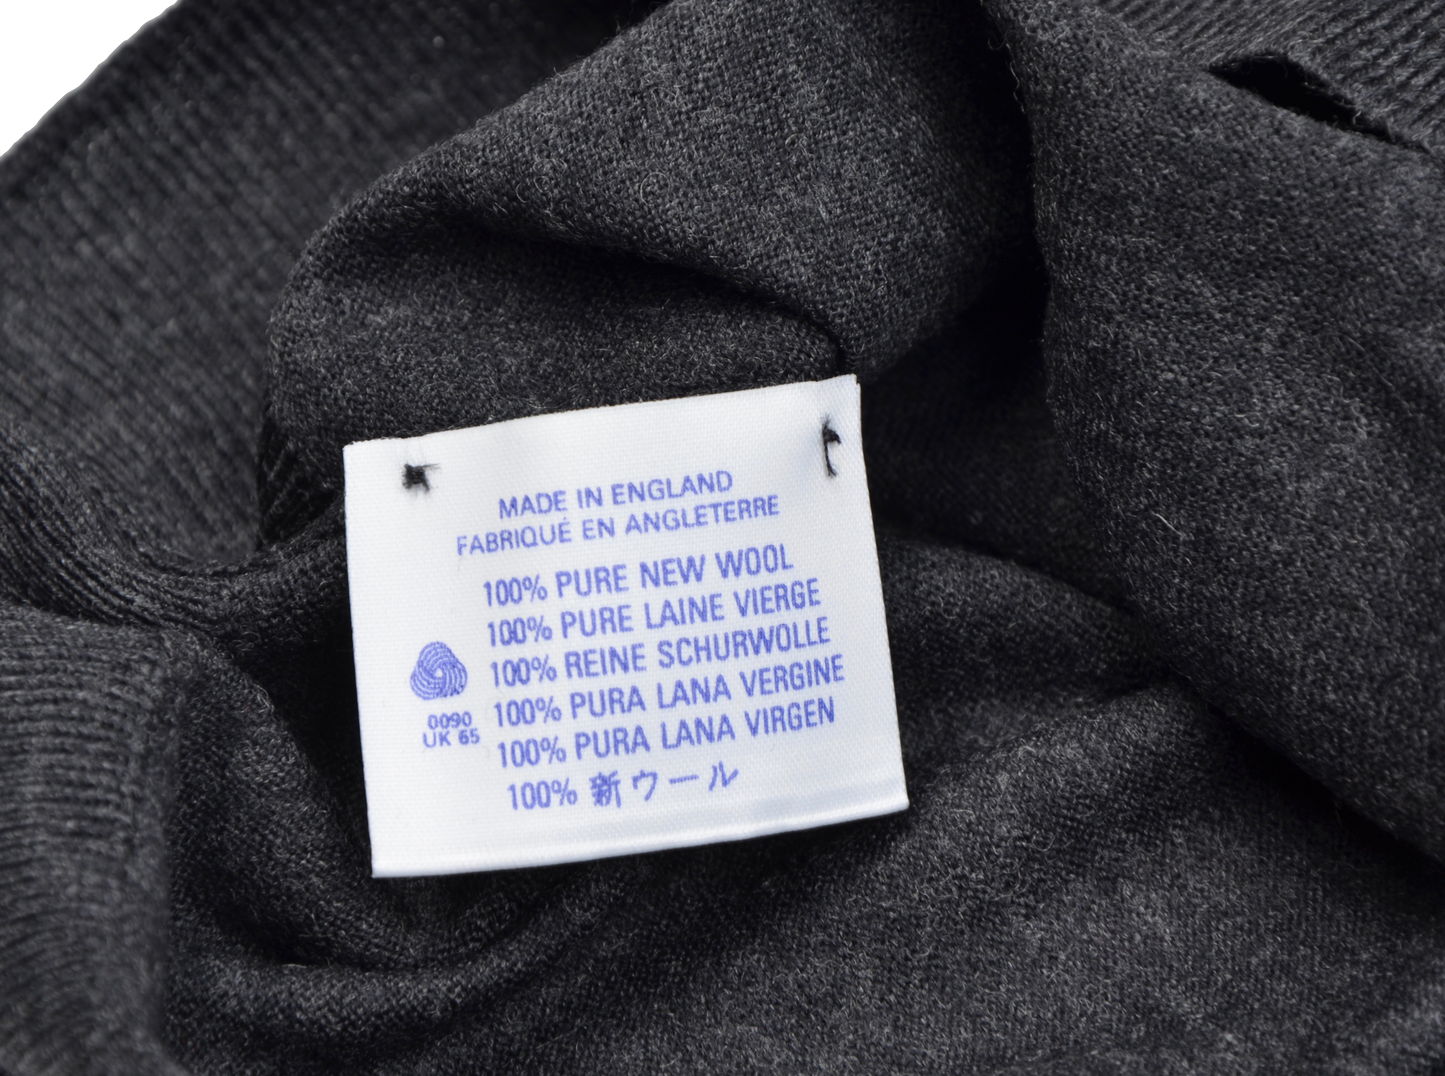 MADE IN ENGLAND
FABRIQUÉ EN ANGLETERRE
100% PURE NEW WOOL
100% PURE LAINE VIERGE
100% REINE SCHURWOLLE
100% PURA LANA VERGINE
100% PURA LANA VIRGEN
100% 新ウール
0090
UK 65